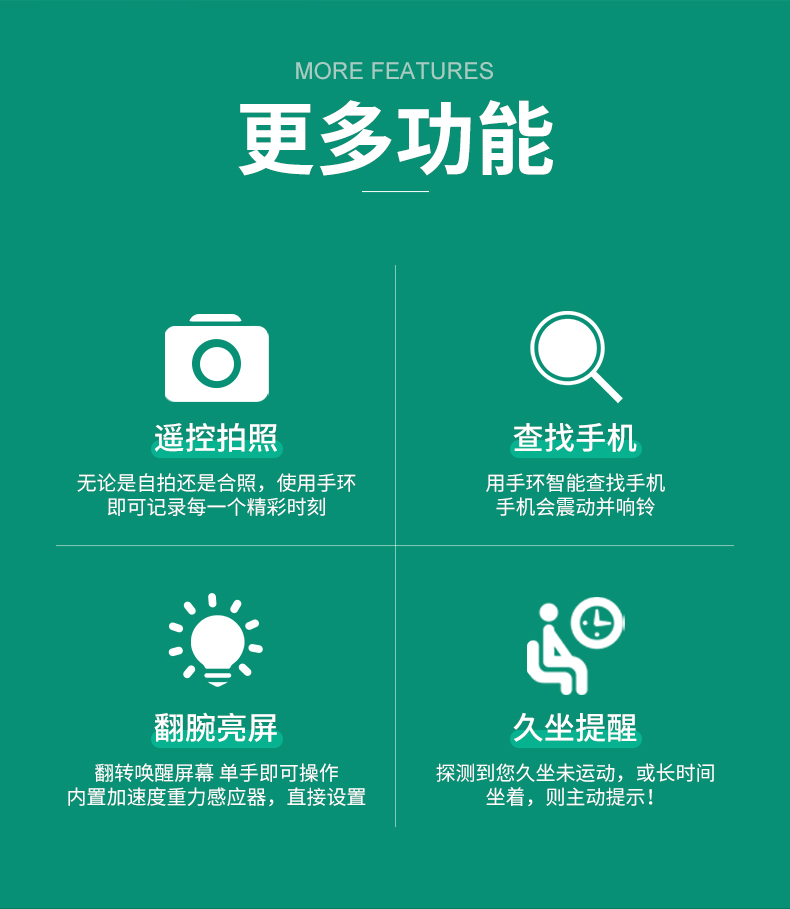 MORE FEATURES
更多功能
遥控拍照
无论是自拍还是合照，使用手环
即可记录每一个精彩时刻
查找手机
用手环智能查找手机
手机会震动并响铃
翻腕亮屏
翻转唤醒屏幕 单手即可操作
内置加速度重力感应器，直接设置
久坐提醒
探测到您久坐未运动，或长时间
坐着，则主动提示！